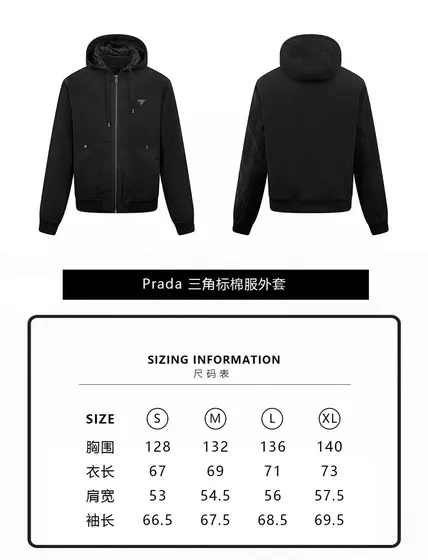 Prada 三角标棉服外套
SIZING INFORMATION
尺码表
SIZE S M L XL
胸围 128 132 136 140
衣长 67 69 71 73
肩宽 53 54.5 56 57.5
袖长 66.5 67.5 68.5 69.5